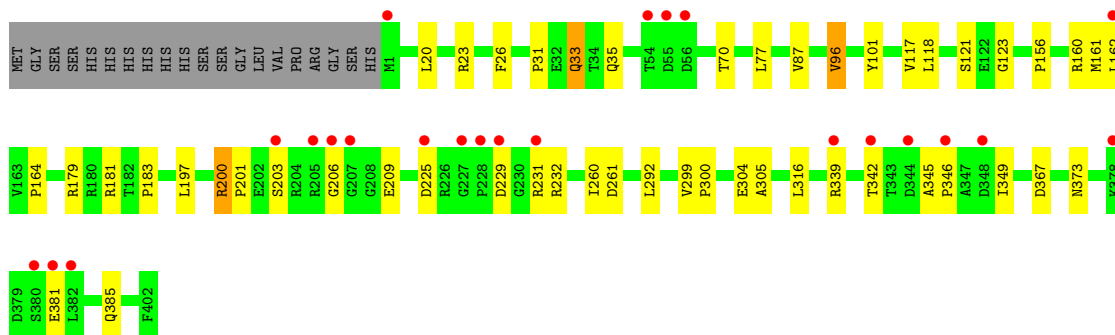 MET GLY SER SER HIS HIS HIS HIS HIS HIS SER SER GLY LEU VAL PRO ARG GLY SER HIS M1 L20 R23 F26 P31 E32 Q33 T34 Q35 T54 D55 D56 T70 L77 V87 V96 Y101 V117 L118 S121 E122 G123 P156 R160 M161 L162
V163 P164 R179 R180 R181 T182 P183 L197 R200 P201 E202 S203 R204 R205 G206 G207 G208 E209 D225 R226 G227 P228 D229 G230 R231 R232 I260 D261 L292 V299 P300 E304 A305 L316 R339 T342 T343 D344 A345 P346 A347 D348 I349 D367 N373 K378
D379 S380 E381 L382 Q385 F402